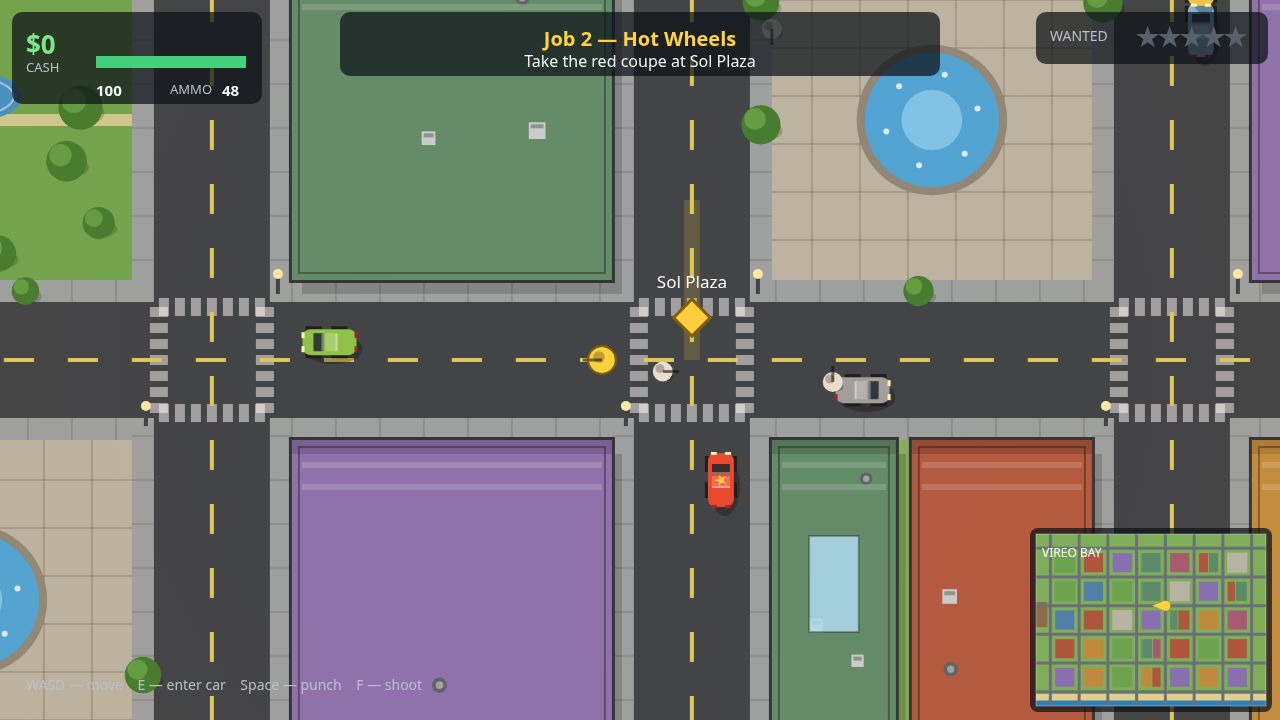 $0
CASH
100
AMMO 48
Job 2 — Hot Wheels
Take the red coupe at Sol Plaza
WANTED
Sol Plaza
VIREO BAY
WASD — move E — enter car Space — punch F — shoot